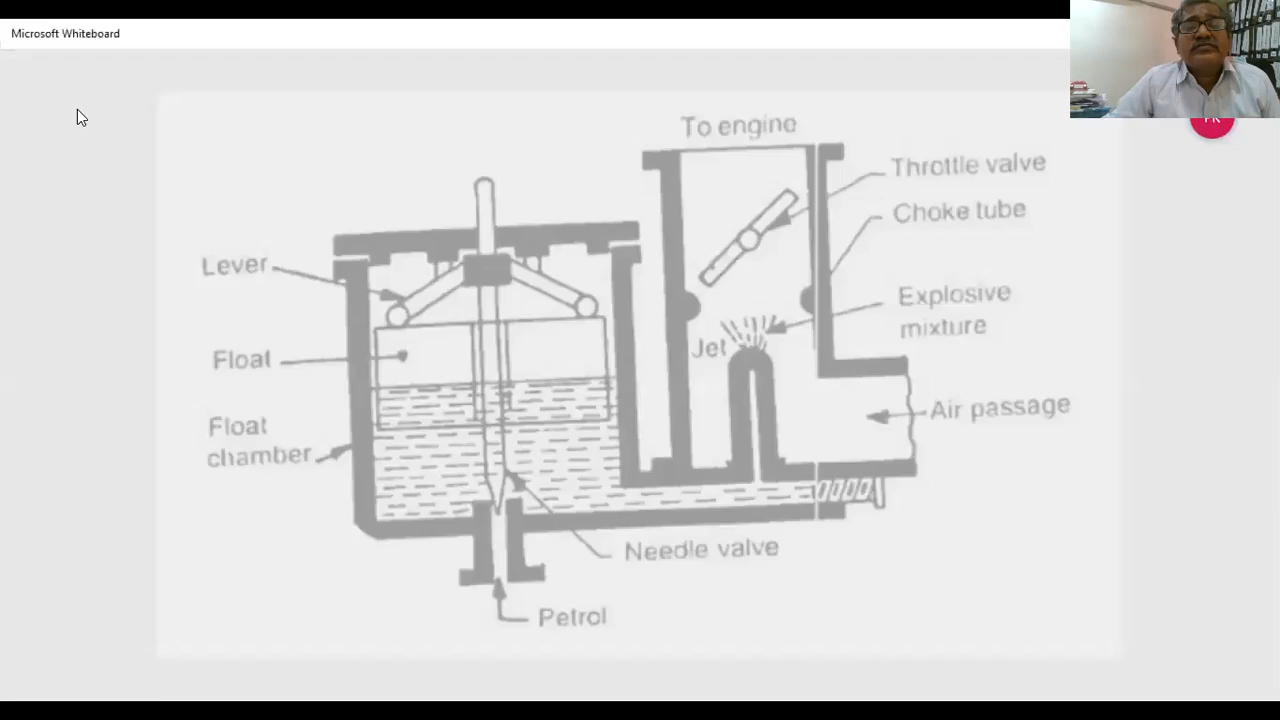 Microsoft Whiteboard
To engine
Throttle valve
Choke tube
Lever
Explosive
mixture
Jet
Float
Air passage
Float
chamber
Needle valve
Petrol